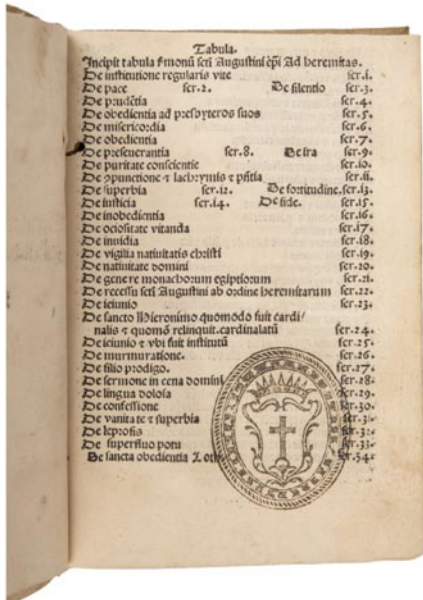 Tabula.
Incipit tabula sermonũ scti Augustini ep̃i Ad heremitas.
De institutione regularis vite ser.1.
De pace ser.2. De silentio ser.3.
De prudẽtia ser.4.
De obedientia ad presbyteros suos ser.5.
De misericordia ser.6.
De obedientia ser.7.
De perseuerantia ser.8. De ira ser.9.
De puritate conscientie ser.10.
De ꝯpunctione ⁊ lachrymis ⁊ pñtia ser.11.
De superbia ser.12. De fortitudine. ser.13.
De iusticia ser.14. De fide. ser.15.
De inobedientia ser.16.
De ociositate vitanda ser.17.
De inuidia ser.18.
De vigilia natiuitatis christi ser.19.
De natiuitate domini ser.20.
De genere monachorum egiptiorum ser.21.
De recessu scti Augustini ab ordine heremitarum ser.22.
De ieiunio ser.23.
De sancto Hieronimo quomodo fuit cardi/
nalis ⁊ quomõ relinquit.cardinalatũ ser.24.
De ieiunio ⁊ vbi fuit institutũ ser.25.
De murmuratione. ser.26.
De filio prodigo. ser.27.
De sermone in cena domini ser.28.
De lingua dolosa ser.29.
De confessione ser.30.
De vanitate ⁊ superbia ser.31
De leprosis ser.32.
De superfluo potu ser.33.
De sancta obedientia ser.34.